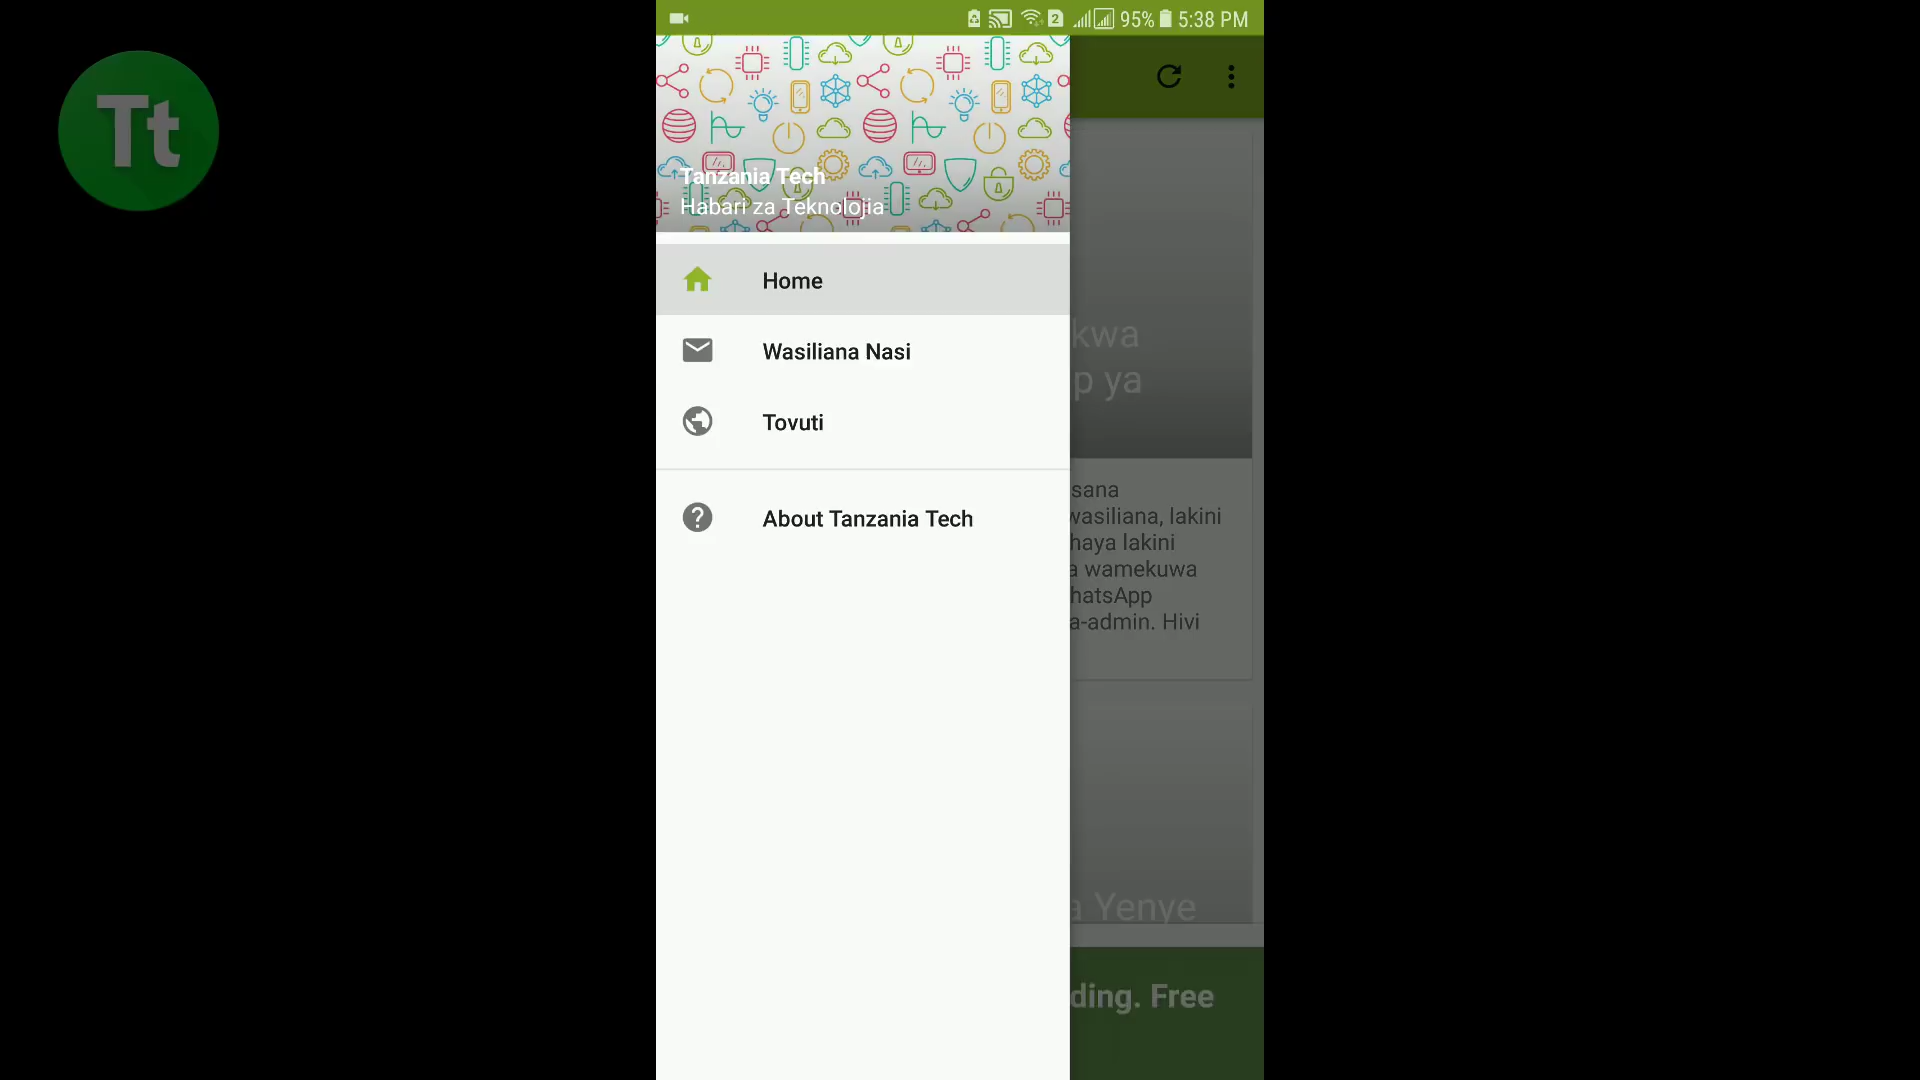 Tt
2 95% 5:38 PM
Tanzania Tech
Habari za Teknolojia
Home
Wasiliana Nasi
Tovuti
About Tanzania Tech
kwa
p ya
sana
wasiliana, lakini
haya lakini
a wamekuwa
hatsApp
a-admin. Hivi
a Yenye
ding. Free